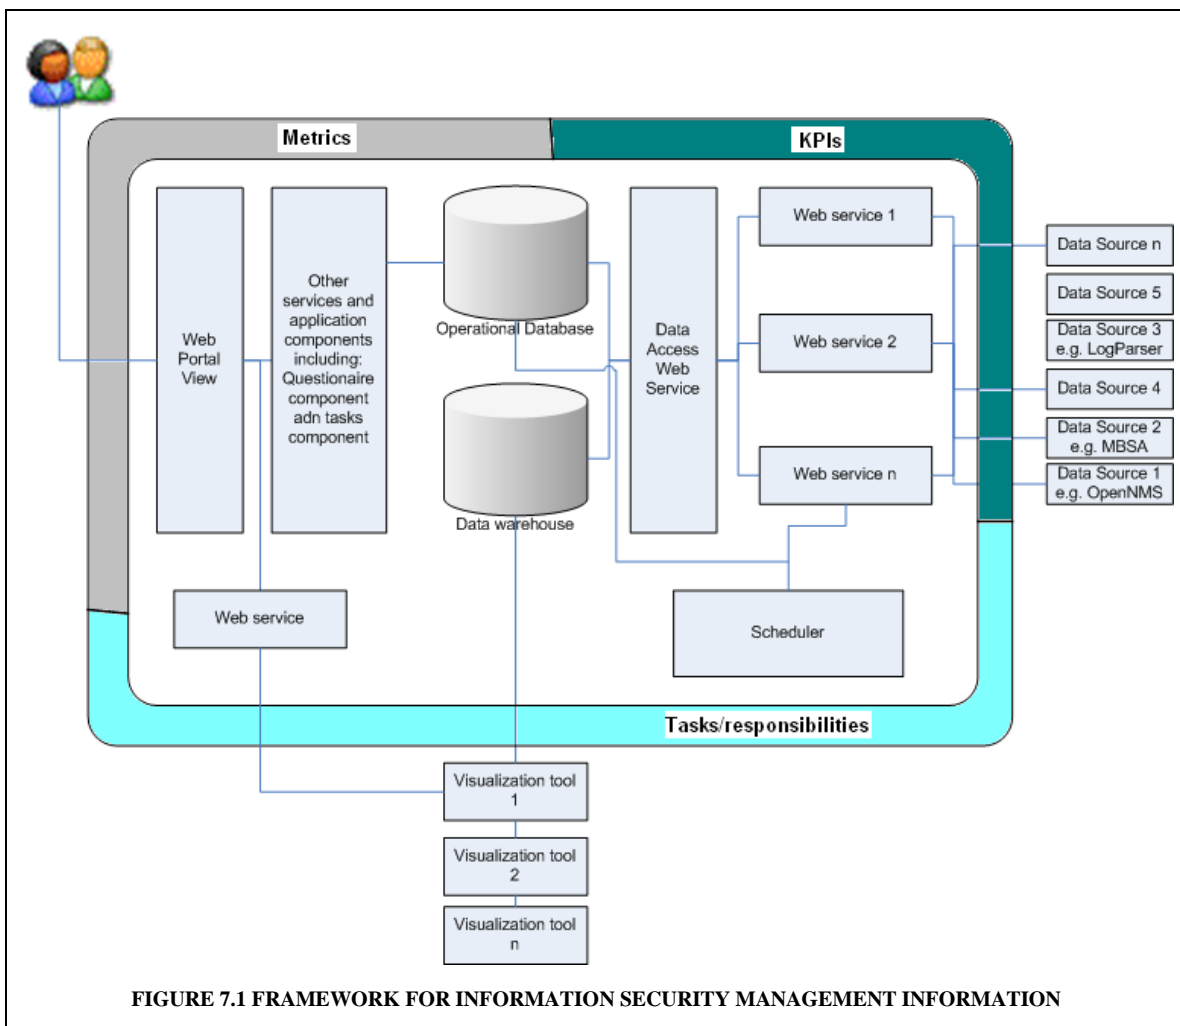 Metrics
KPIs
Web
Portal
View
Other
services and
application
components
including:
Questionaire
component
adn tasks
component
Operational Database
Data warehouse
Data
Access
Web
Service
Web service 1
Web service 2
Web service n
Data Source n
Data Source 5
Data Source 3
e.g. LogParser
Data Source 4
Data Source 2
e.g. MBSA
Data Source 1
e.g. OpenNMS
Web service
Scheduler
Tasks/responsibilities
Visualization tool
1
Visualization tool
2
Visualization tool
n
FIGURE 7.1 FRAMEWORK FOR INFORMATION SECURITY MANAGEMENT INFORMATION